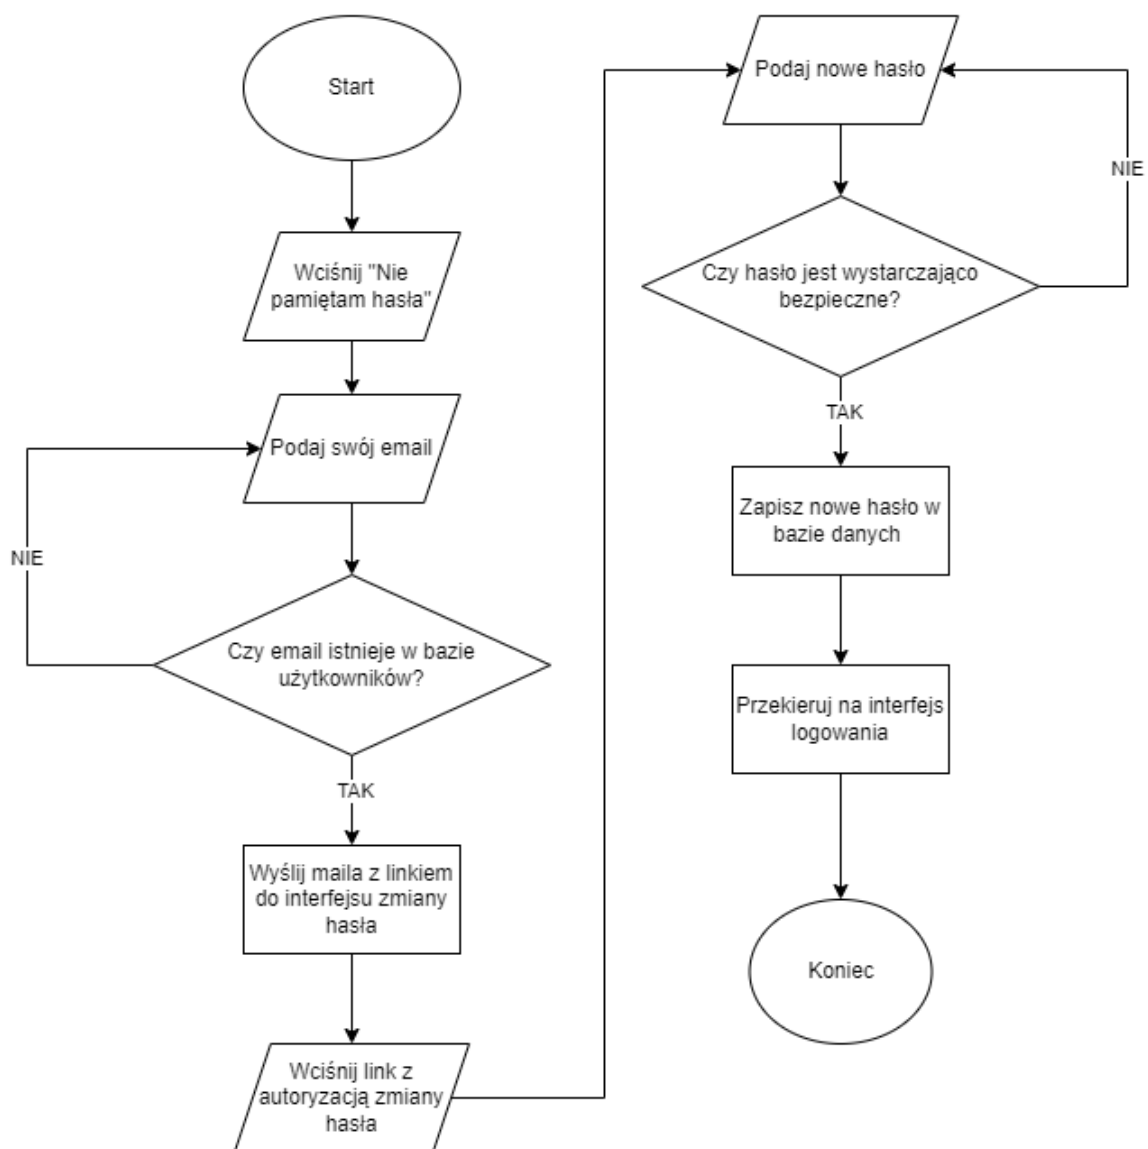 Start
Wciśnij "Nie
pamiętam hasła"
Podaj swój email
NIE
Czy email istnieje w bazie
użytkowników?
TAK
Wyślij maila z linkiem
do interfejsu zmiany
hasła
Wciśnij link z
autoryzacją zmiany
hasła
Podaj nowe hasło
NIE
Czy hasło jest wystarczająco
bezpieczne?
TAK
Zapisz nowe hasło w
bazie danych
Przekieruj na interfejs
logowania
Koniec